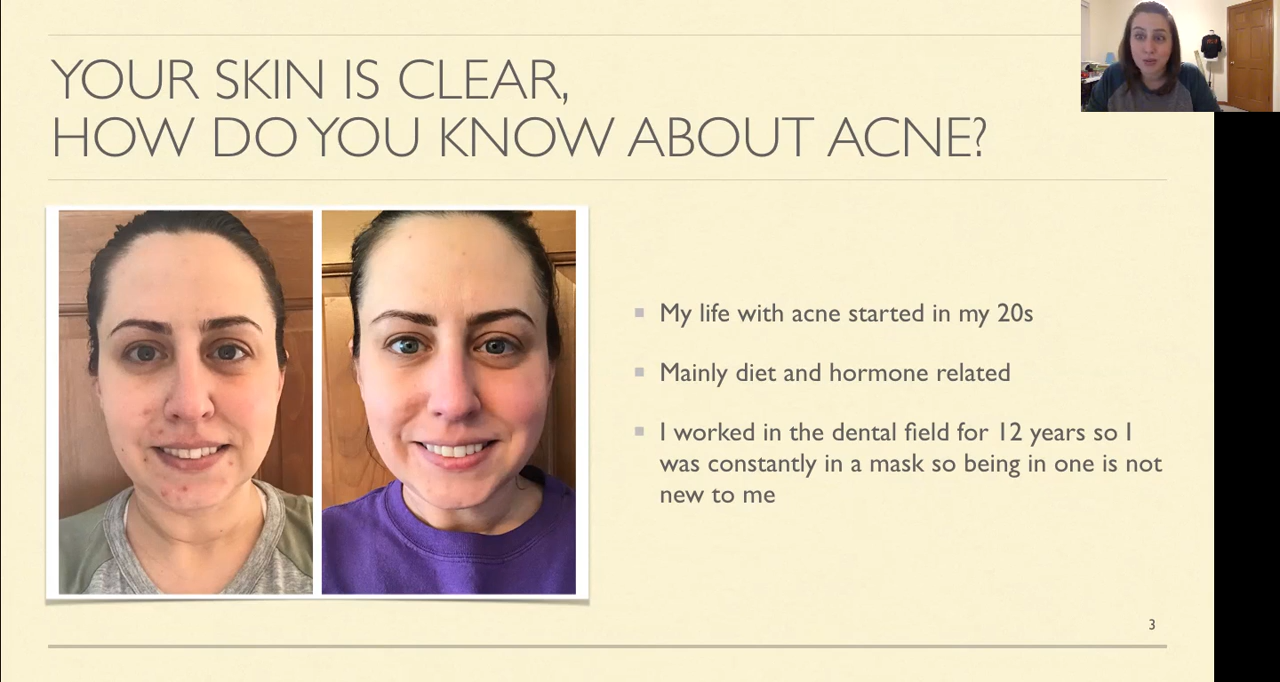 YOUR SKIN IS CLEAR,
HOW DO YOU KNOW ABOUT ACNE?
My life with acne started in my 20s
Mainly diet and hormone related
I worked in the dental field for 12 years so I
was constantly in a mask so being in one is not
new to me
3